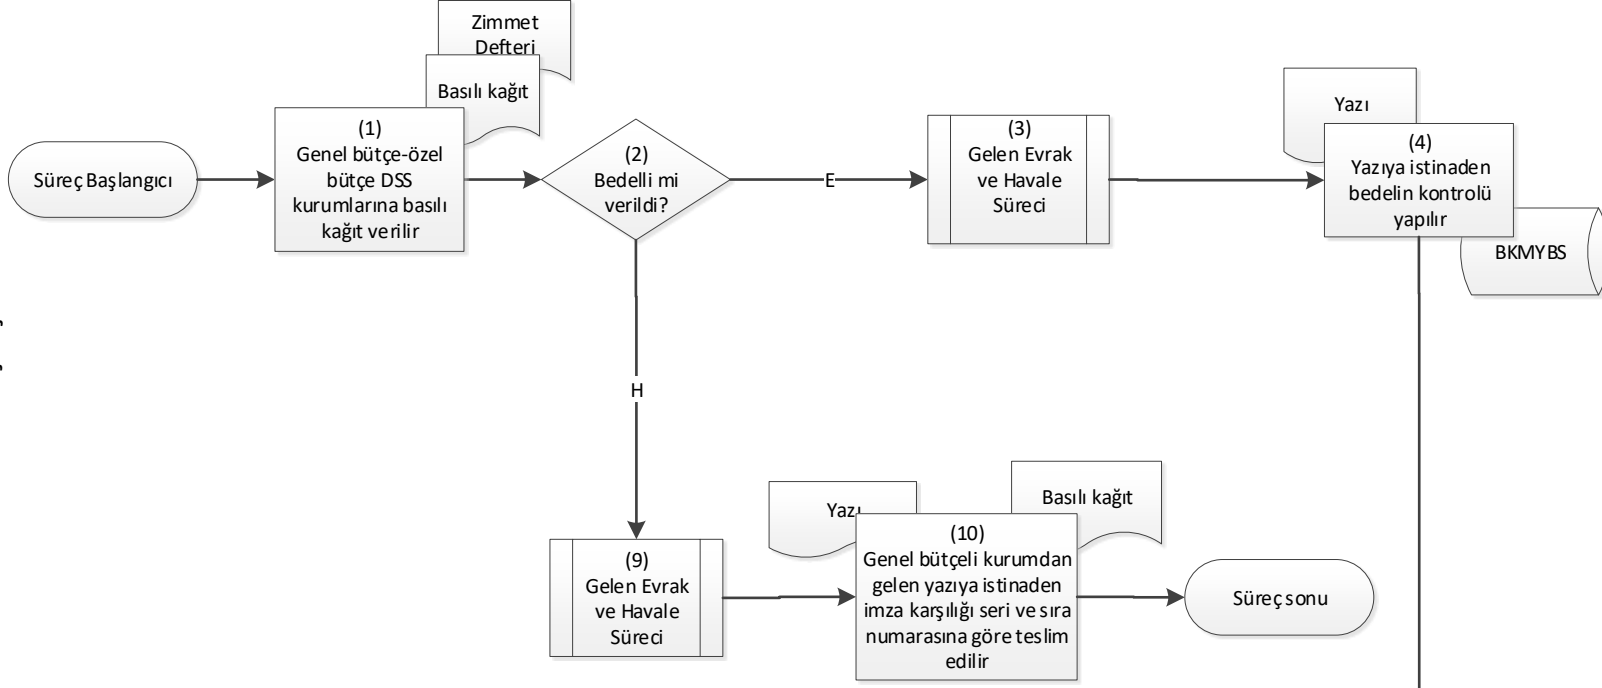 Zimmet
Defteri
Basılı kağıt
Süreç Başlangıcı
(1)
Genel bütçe-özel
bütçe DSS
kurumlarına basılı
kağıt verilir
(2)
Bedelli mi
verildi?
E
(3)
Gelen Evrak
ve Havale
Süreci
Yazı
(4)
Yazıya istinaden
bedelin kontrolü
yapılır
BKMYBS
H
(9)
Gelen Evrak
ve Havale
Süreci
Yazı
Basılı kağıt
(10)
Genel bütçeli kurumdan
gelen yazıya istinaden
imza karşılığı seri ve sıra
numarasına göre teslim
edilir
Süreç sonu